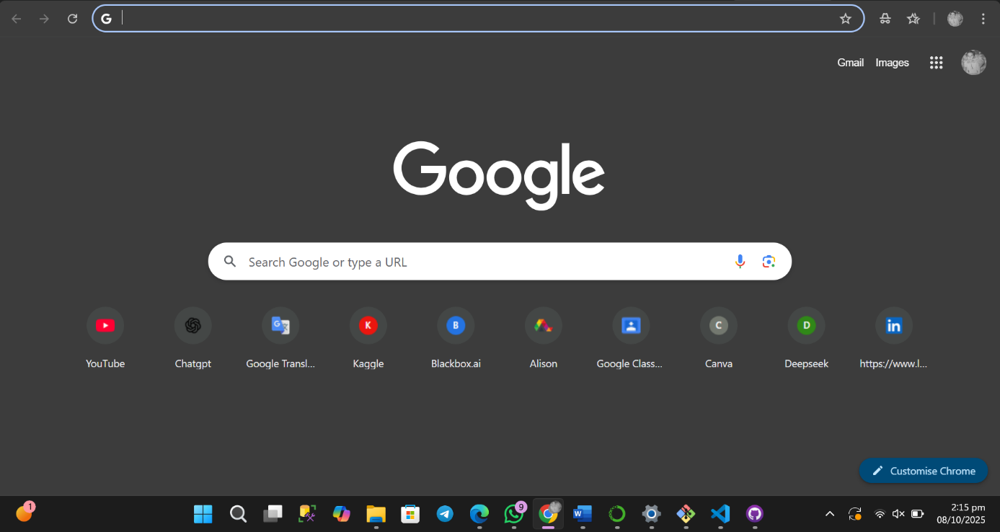 Gmail Images
Google
Search Google or type a URL
YouTube Chatgpt Google Transl... K Kaggle B Blackbox.ai Alison Google Class... C Canva D Deepseek in https://www.l...
Customise Chrome
1
9
W
2:15 pm
08/10/2025